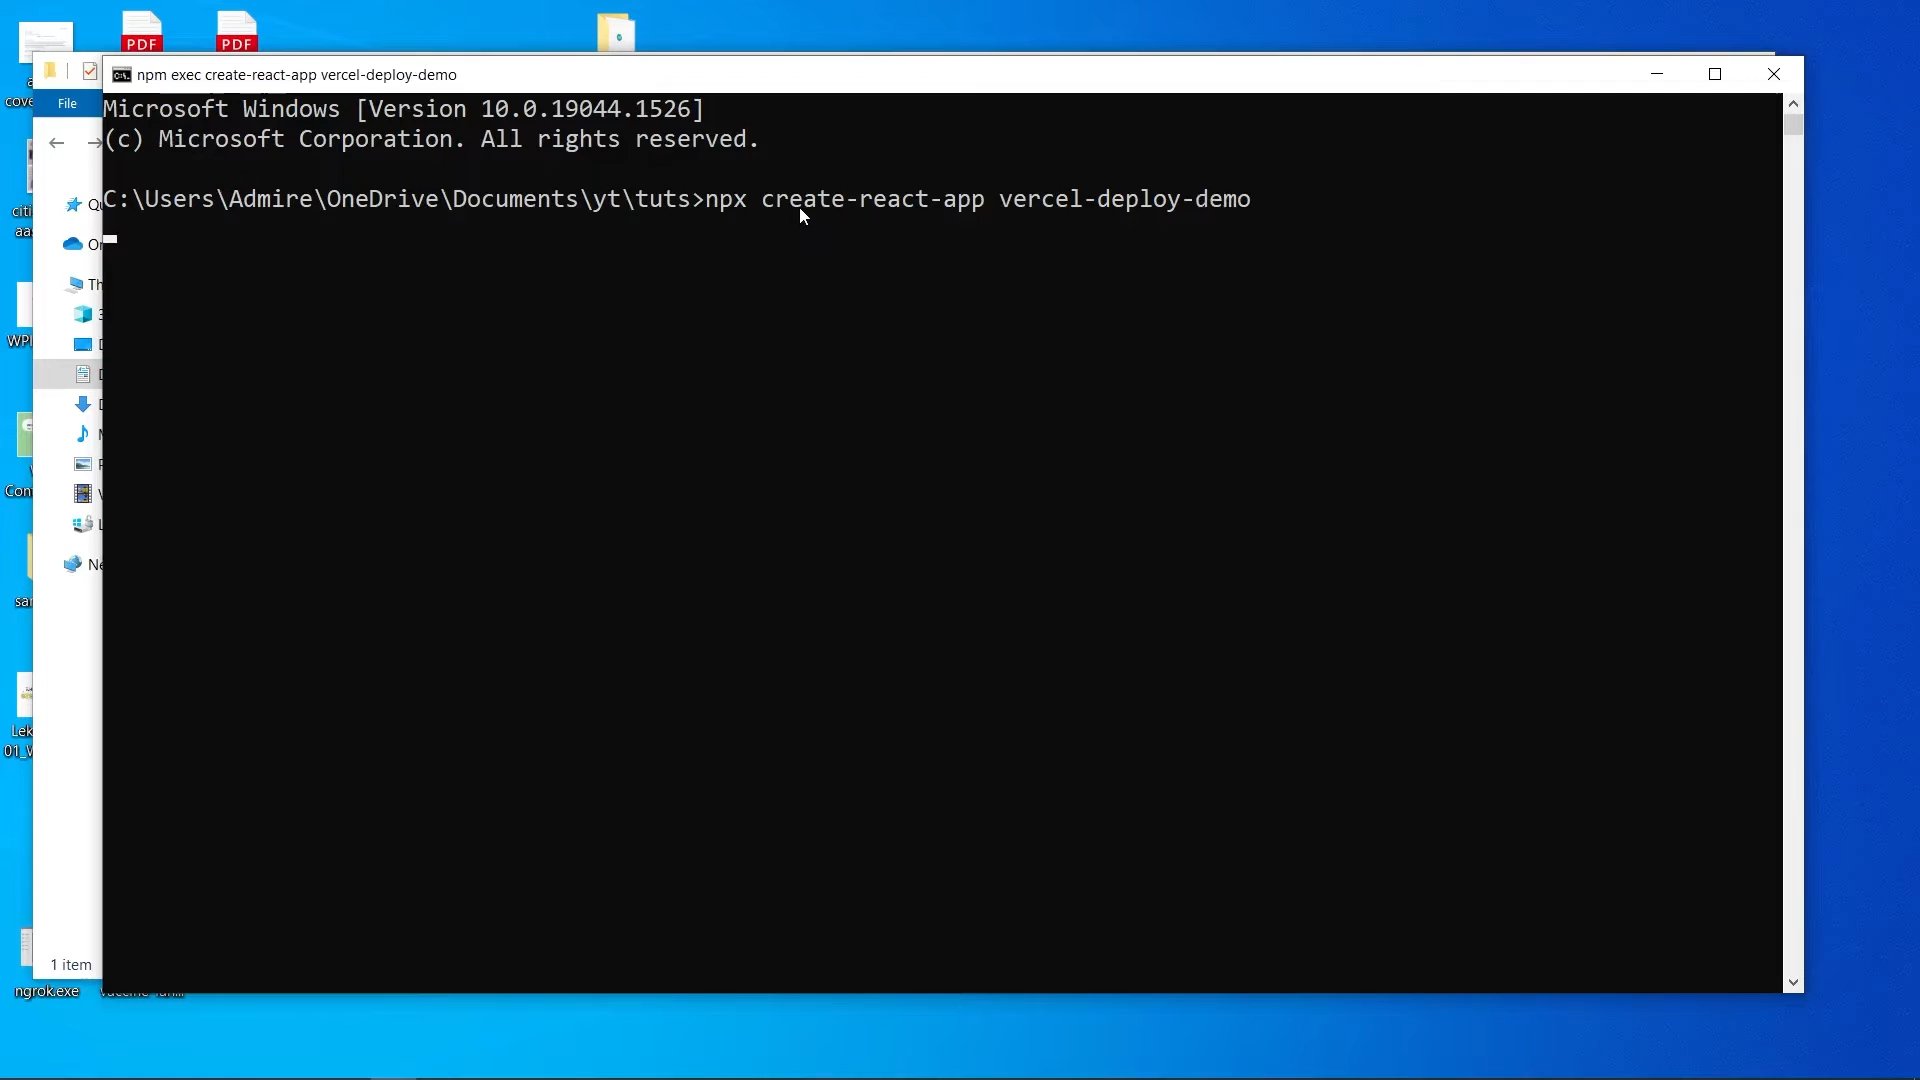 PDF
PDF
npm exec create-react-app vercel-deploy-demo
File
Microsoft Windows [Version 10.0.19044.1526]
(c) Microsoft Corporation. All rights reserved.
C:\Users\Admire\OneDrive\Documents\yt\tuts>npx create-react-app vercel-deploy-demo
1 item
ngrok.exe